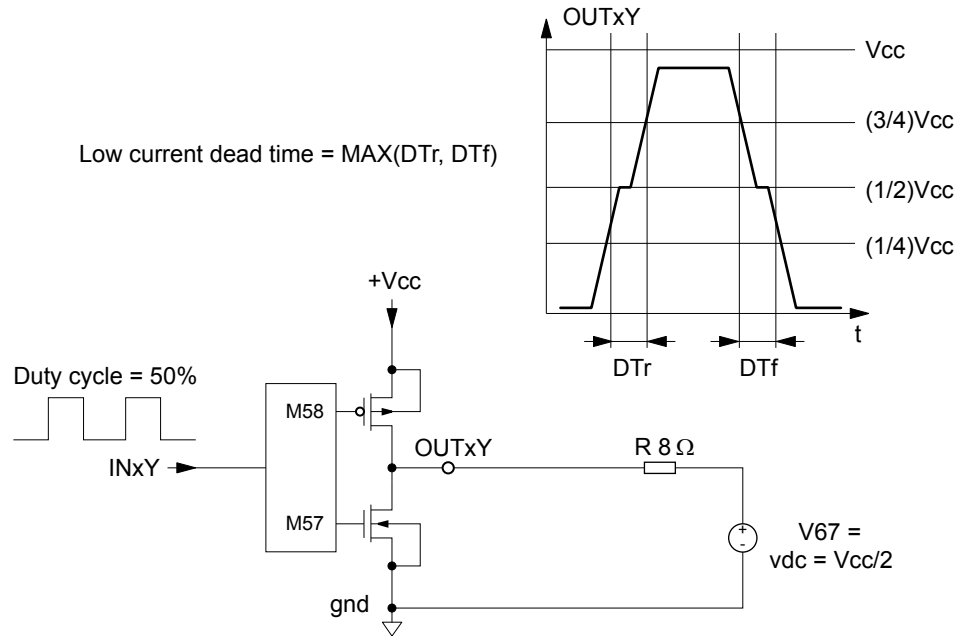 OUTxY
Vcc
(3/4)Vcc
Low current dead time = MAX(DTr, DTf)
(1/2)Vcc
(1/4)Vcc
+Vcc
t
DTr
DTf
Duty cycle = 50%
M58
OUTxY
R 8 Ω
INxY
M57
+
-
V67 =
vdc = Vcc/2
gnd